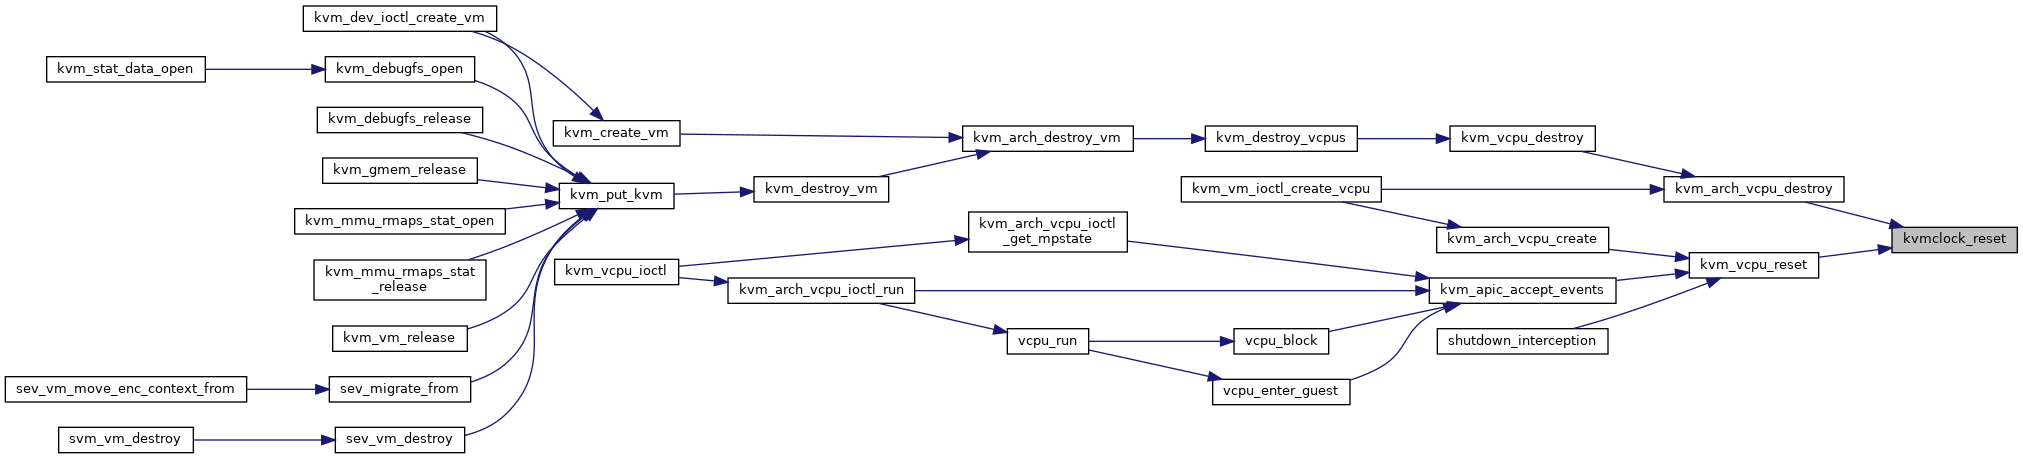 kvm_dev_ioctl_create_vm
kvm_stat_data_open
kvm_debugfs_open
kvm_debugfs_release
kvm_create_vm
kvm_arch_destroy_vm
kvm_destroy_vcpus
kvm_vcpu_destroy
kvm_gmem_release
kvm_put_kvm
kvm_destroy_vm
kvm_vm_ioctl_create_vcpu
kvm_arch_vcpu_destroy
kvm_mmu_rmaps_stat_open
kvm_arch_vcpu_ioctl
_get_mpstate
kvm_arch_vcpu_create
kvmclock_reset
kvm_mmu_rmaps_stat
_release
kvm_vcpu_ioctl
kvm_vcpu_reset
kvm_arch_vcpu_ioctl_run
kvm_apic_accept_events
kvm_vm_release
vcpu_run
vcpu_block
shutdown_interception
sev_vm_move_enc_context_from
sev_migrate_from
vcpu_enter_guest
svm_vm_destroy
sev_vm_destroy